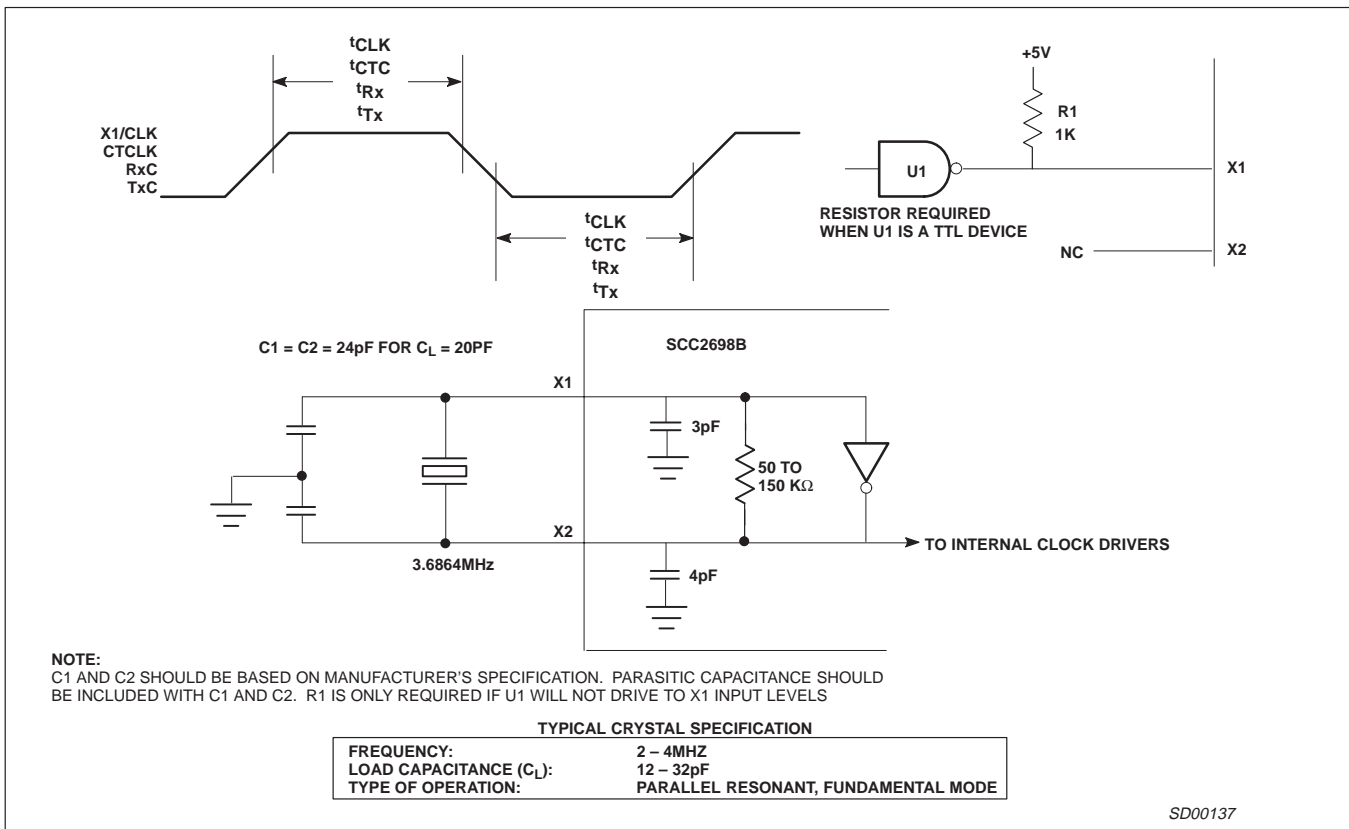 tCLK
tCTC
tRx
tTx
X1/CLK
CTCLK
RxC
TxC
tCLK
tCTC
tRx
tTx
+5V
R1
1K
U1
X1
RESISTOR REQUIRED
WHEN U1 IS A TTL DEVICE
NC
X2
C1 = C2 = 24pF FOR CL = 20PF
SCC2698B
X1
3pF
50 TO
150 KΩ
X2
TO INTERNAL CLOCK DRIVERS
3.6864MHz
4pF
NOTE:
C1 AND C2 SHOULD BE BASED ON MANUFACTURER'S SPECIFICATION. PARASITIC CAPACITANCE SHOULD
BE INCLUDED WITH C1 AND C2. R1 IS ONLY REQUIRED IF U1 WILL NOT DRIVE TO X1 INPUT LEVELS
TYPICAL CRYSTAL SPECIFICATION
FREQUENCY: 2 – 4MHZ
LOAD CAPACITANCE (CL): 12 – 32pF
TYPE OF OPERATION: PARALLEL RESONANT, FUNDAMENTAL MODE
SD00137